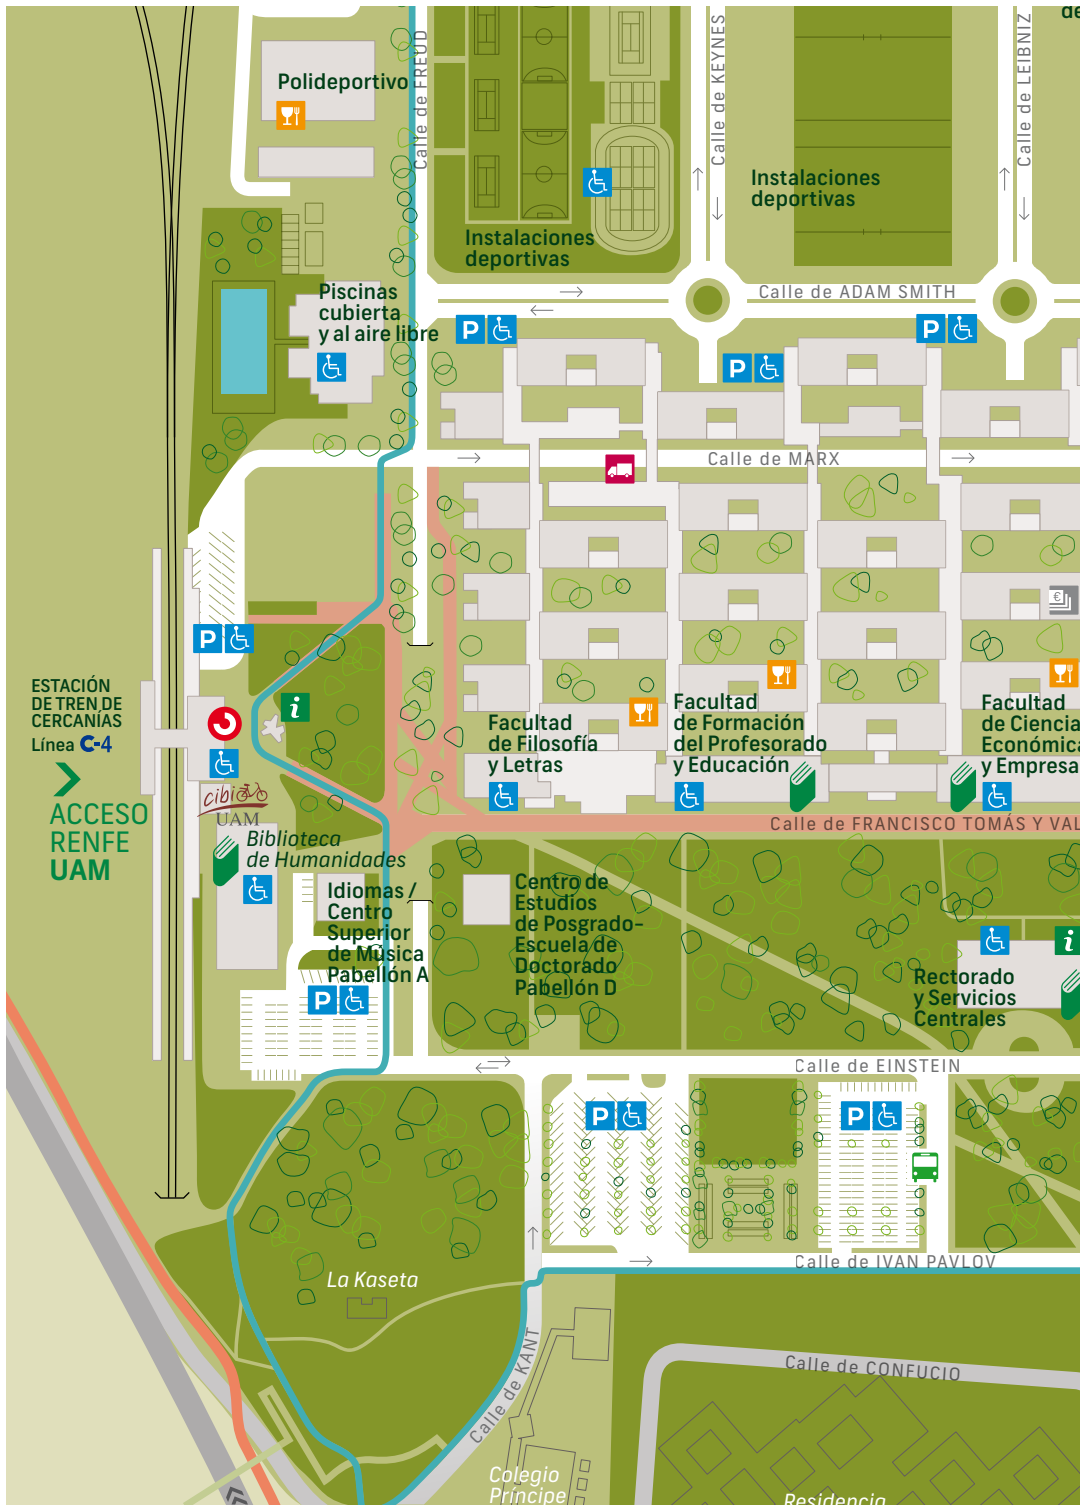 de
Polideportivo
Calle de FREUD
Calle de KEYNES
Calle de LEIBNIZ
Instalaciones
deportivas
Instalaciones
deportivas
Piscinas
cubierta
y al aire libre
Calle de ADAM SMITH
P
P
P
Calle de MARX
€
P
ESTACIÓN
DE TREN DE
CERCANÍAS
Línea C-4
ACCESO
RENFE
UAM
i
cibi
UAM
Facultad
de Filosofía
y Letras
Facultad
de Formación
del Profesorado
y Educación
Facultad
de Ciencia
Económica
y Empresa
Calle de FRANCISCO TOMÁS Y VAL
Biblioteca
de Humanidades
Idiomas /
Centro
Superior
de Música
Pabellón A
Centro de
Estudios
de Posgrado-
Escuela de
Doctorado
Pabellón D
i
Rectorado
y Servicios
Centrales
P
Calle de EINSTEIN
P
P
Calle de IVAN PAVLOV
La Kaseta
Calle de KANT
Calle de CONFUCIO
Colegio
Príncipe
Residencia